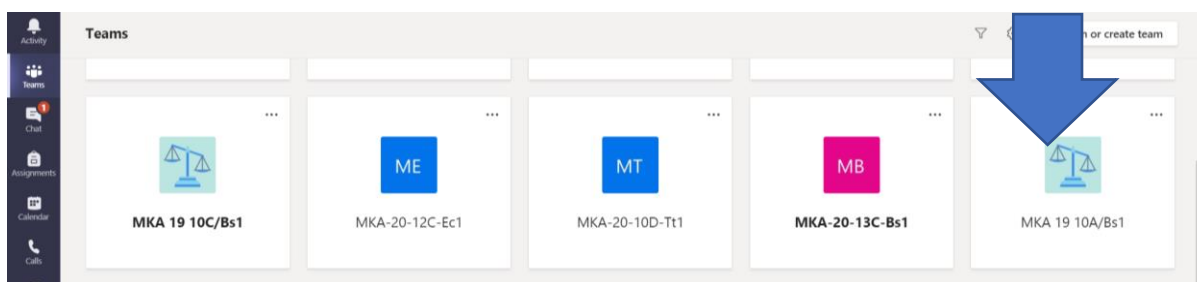 Activity
Teams
Chat
1
Assignments
Calendar
Calls
Teams
or create team
...
...
...
...
...
ME
MT
MB
MKA 19 10C/Bs1
MKA-20-12C-Ec1
MKA-20-10D-Tt1
MKA-20-13C-Bs1
MKA 19 10A/Bs1